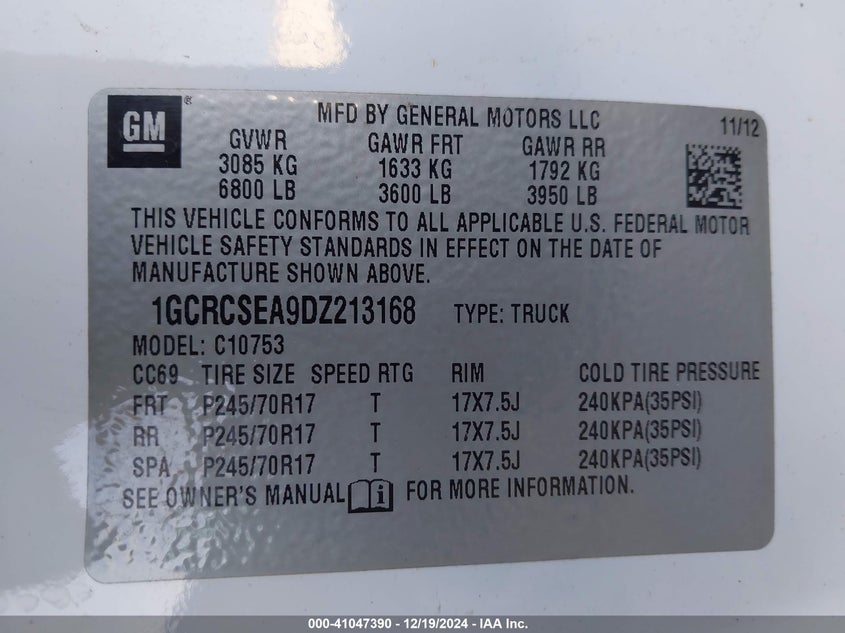 GM®
MFD BY GENERAL MOTORS LLC 11/12
GVWR GAWR FRT GAWR RR
3085 KG 1633 KG 1792 KG
6800 LB 3600 LB 3950 LB
THIS VEHICLE CONFORMS TO ALL APPLICABLE U.S. FEDERAL MOTOR
VEHICLE SAFETY STANDARDS IN EFFECT ON THE DATE OF
MANUFACTURE SHOWN ABOVE.
1GCRCSEA9DZ213168 TYPE: TRUCK
MODEL: C10753
CC69 TIRE SIZE SPEED RTG RIM COLD TIRE PRESSURE
FRT P245/70R17 T 17X7.5J 240KPA(35PSI)
RR P245/70R17 T 17X7.5J 240KPA(35PSI)
SPA P245/70R17 T 17X7.5J 240KPA(35PSI)
SEE OWNER'S MANUAL i FOR MORE INFORMATION.
000-41047390 - 12/19/2024 - IAA Inc.